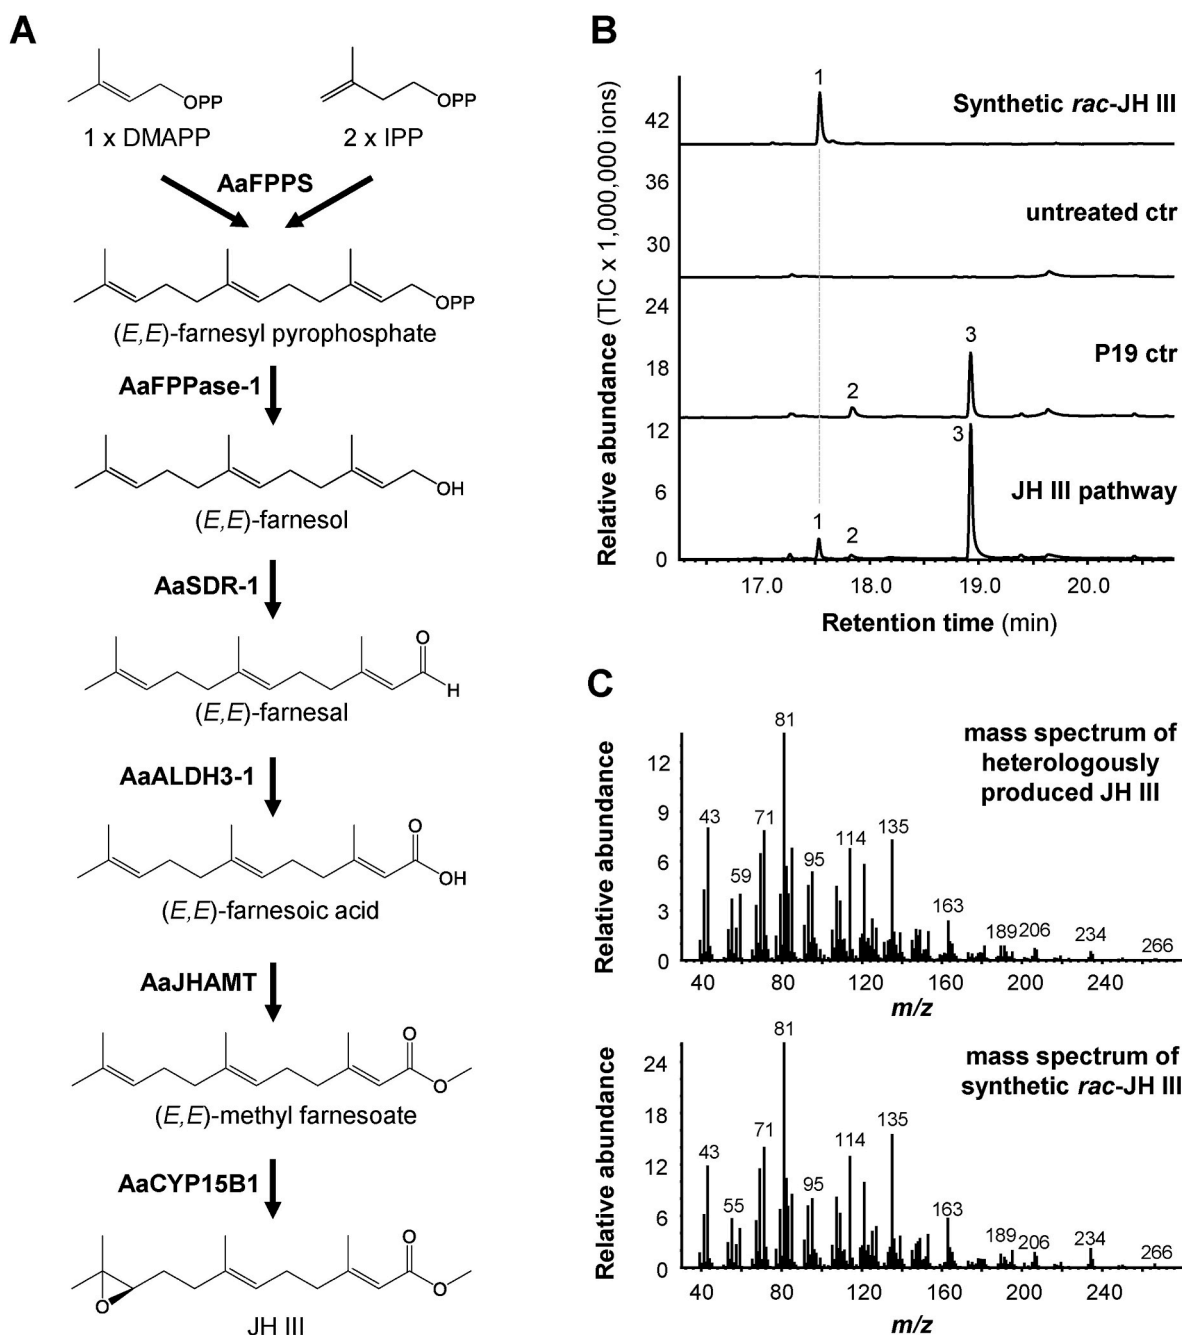 A
OPP
OPP
1 x DMAPP
2 x IPP
AaFPPS
OPP
(E,E)-farnesyl pyrophosphate
AaFPPase-1
OH
(E,E)-farnesol
AaSDR-1
O
H
(E,E)-farnesal
AaALDH3-1
O
OH
(E,E)-farnesoic acid
AaJHAMT
O
O
(E,E)-methyl farnesoate
AaCYP15B1
O
O
O
JH III
B
Relative abundance (TIC x 1,000,000 ions)
42
36
30
24
18
12
6
0
1
Synthetic rac-JH III
untreated ctr
2
3
P19 ctr
1
2
3
JH III pathway
17.0 18.0 19.0 20.0
Retention time (min)
C
Relative abundance
12
9
6
3
0
43
59
71
81
95
114
135
163
189
206
234
266
mass spectrum of
heterologously
produced JH III
40 80 120 160 200 240
m/z
Relative abundance
24
18
12
6
0
43
55
71
81
95
114
135
163
189
206
234
266
mass spectrum of
synthetic rac-JH III
40 80 120 160 200 240
m/z